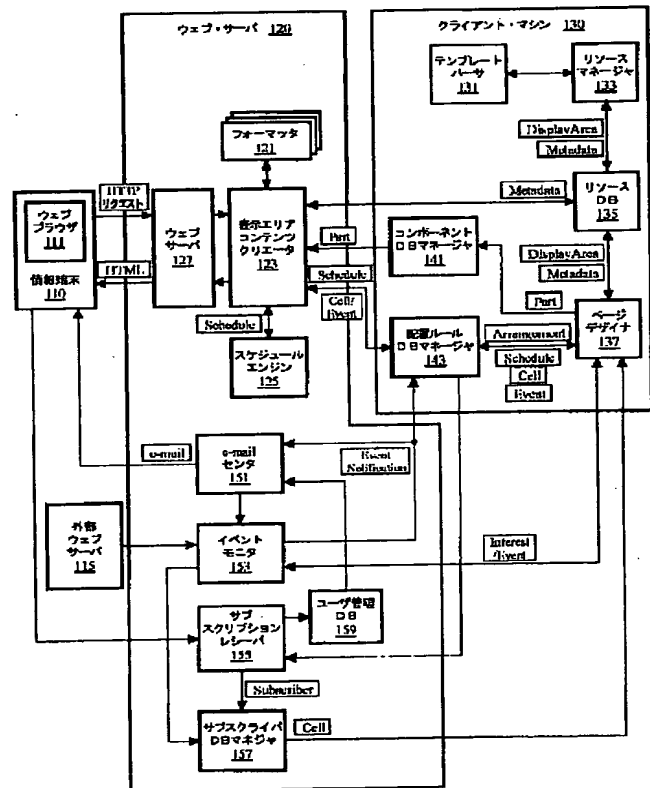 ウェブ・サーバ 120
クライアント・マシン 130
テンプレート
パーサ
131
リソース
マネージャ
133
フォーマッタ
121
DisplayArea
Metadata
HTTP
リクエスト
ウェブ
ブラウザ
111
情報端末
110
HTML
ウェブ
サーバ
127
表示エリア
コンテンツ
クリエータ
123
Metadata
リソース
DB
135
Part
コンポーネント
DBマネージャ
141
DisplayArea
Metadata
Schedule
Cell/
Event
Part
ページ
デザイナ
137
Schedule
スケジュール
エンジン
125
配置ルール
DBマネージャ
143
Arrangement
Schedule
Cell
Event
e-mail
e-mail
センタ
151
Event
Notification
外部
ウェブ
サーバ
115
イベント
モニタ
153
Interest
/Event
サブ
スクリプション
レシーバ
155
ユーザ管理
DB
159
Subscriber
サブスクライバ
DBマネジャ
157
Cell